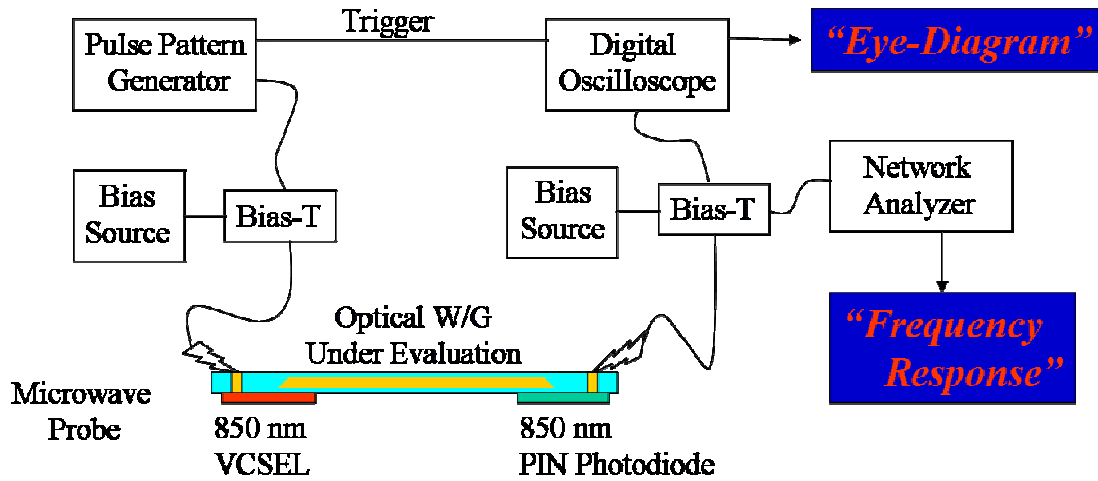 Pulse Pattern
Generator
Trigger
Digital
Oscilloscope
“Eye-Diagram”
Bias
Source
Bias-T
Bias
Source
Bias-T
Network
Analyzer
Optical W/G
Under Evaluation
“Frequency
Response”
Microwave
Probe
850 nm
VCSEL
850 nm
PIN Photodiode